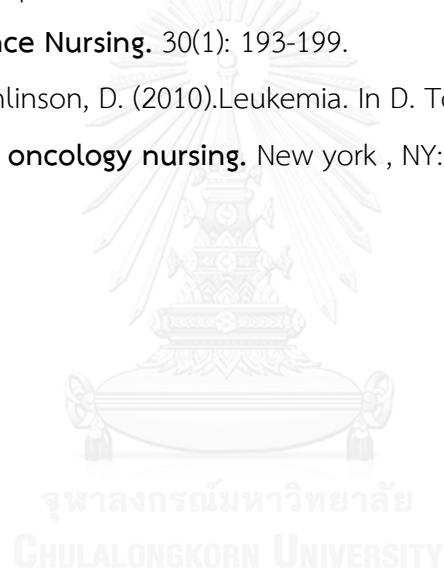 nce Nursing. 30(1): 193-199.
nlinson, D. (2010).Leukemia. In D. To
oncology nursing. New york , NY:
จุฬาลงกรณ์มหาวิทยาลัย
CHULALONGKORN UNIVERSITY